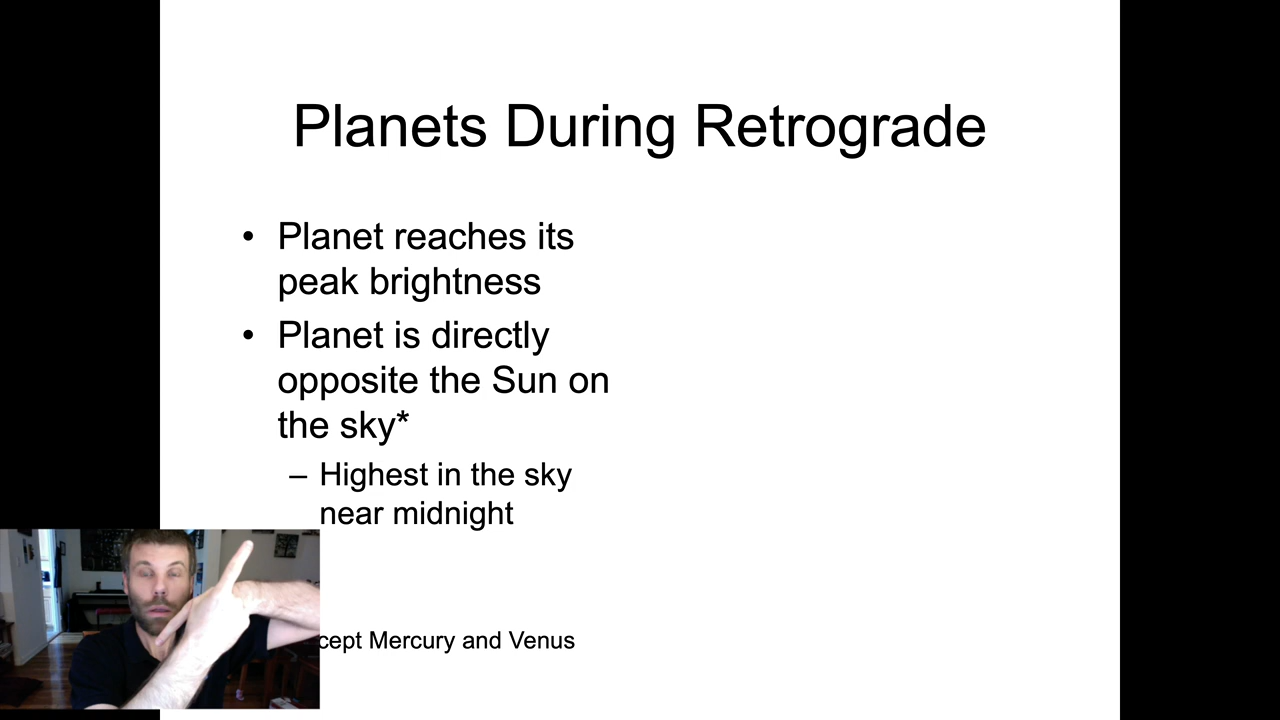 Planets During Retrograde
• Planet reaches its
peak brightness
• Planet is directly
opposite the Sun on
the sky*
– Highest in the sky
near midnight
Mercury and Venus